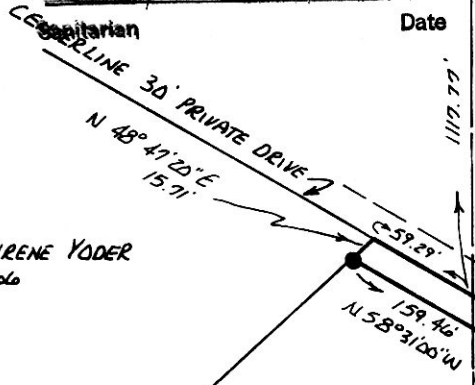 Sanitarian
Date
CENTERLINE 30' PRIVATE DRIVE
1117.77'
N 48° 47' 20" E
15.71'
59.29'
IRENE YODER
159.46'
N 58° 31' 00" W